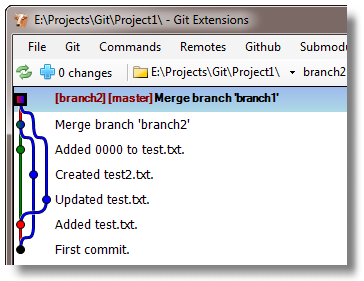 E:\Projects\Git\Project1\ - Git Extensions
File Git Commands Remotes Github Submodu
0 changes E:\Projects\Git\Project1\ branch2
[branch2] [master] Merge branch 'branch1'
Merge branch 'branch2'
Added 0000 to test.txt.
Created test2.txt.
Updated test.txt.
Added test.txt.
First commit.